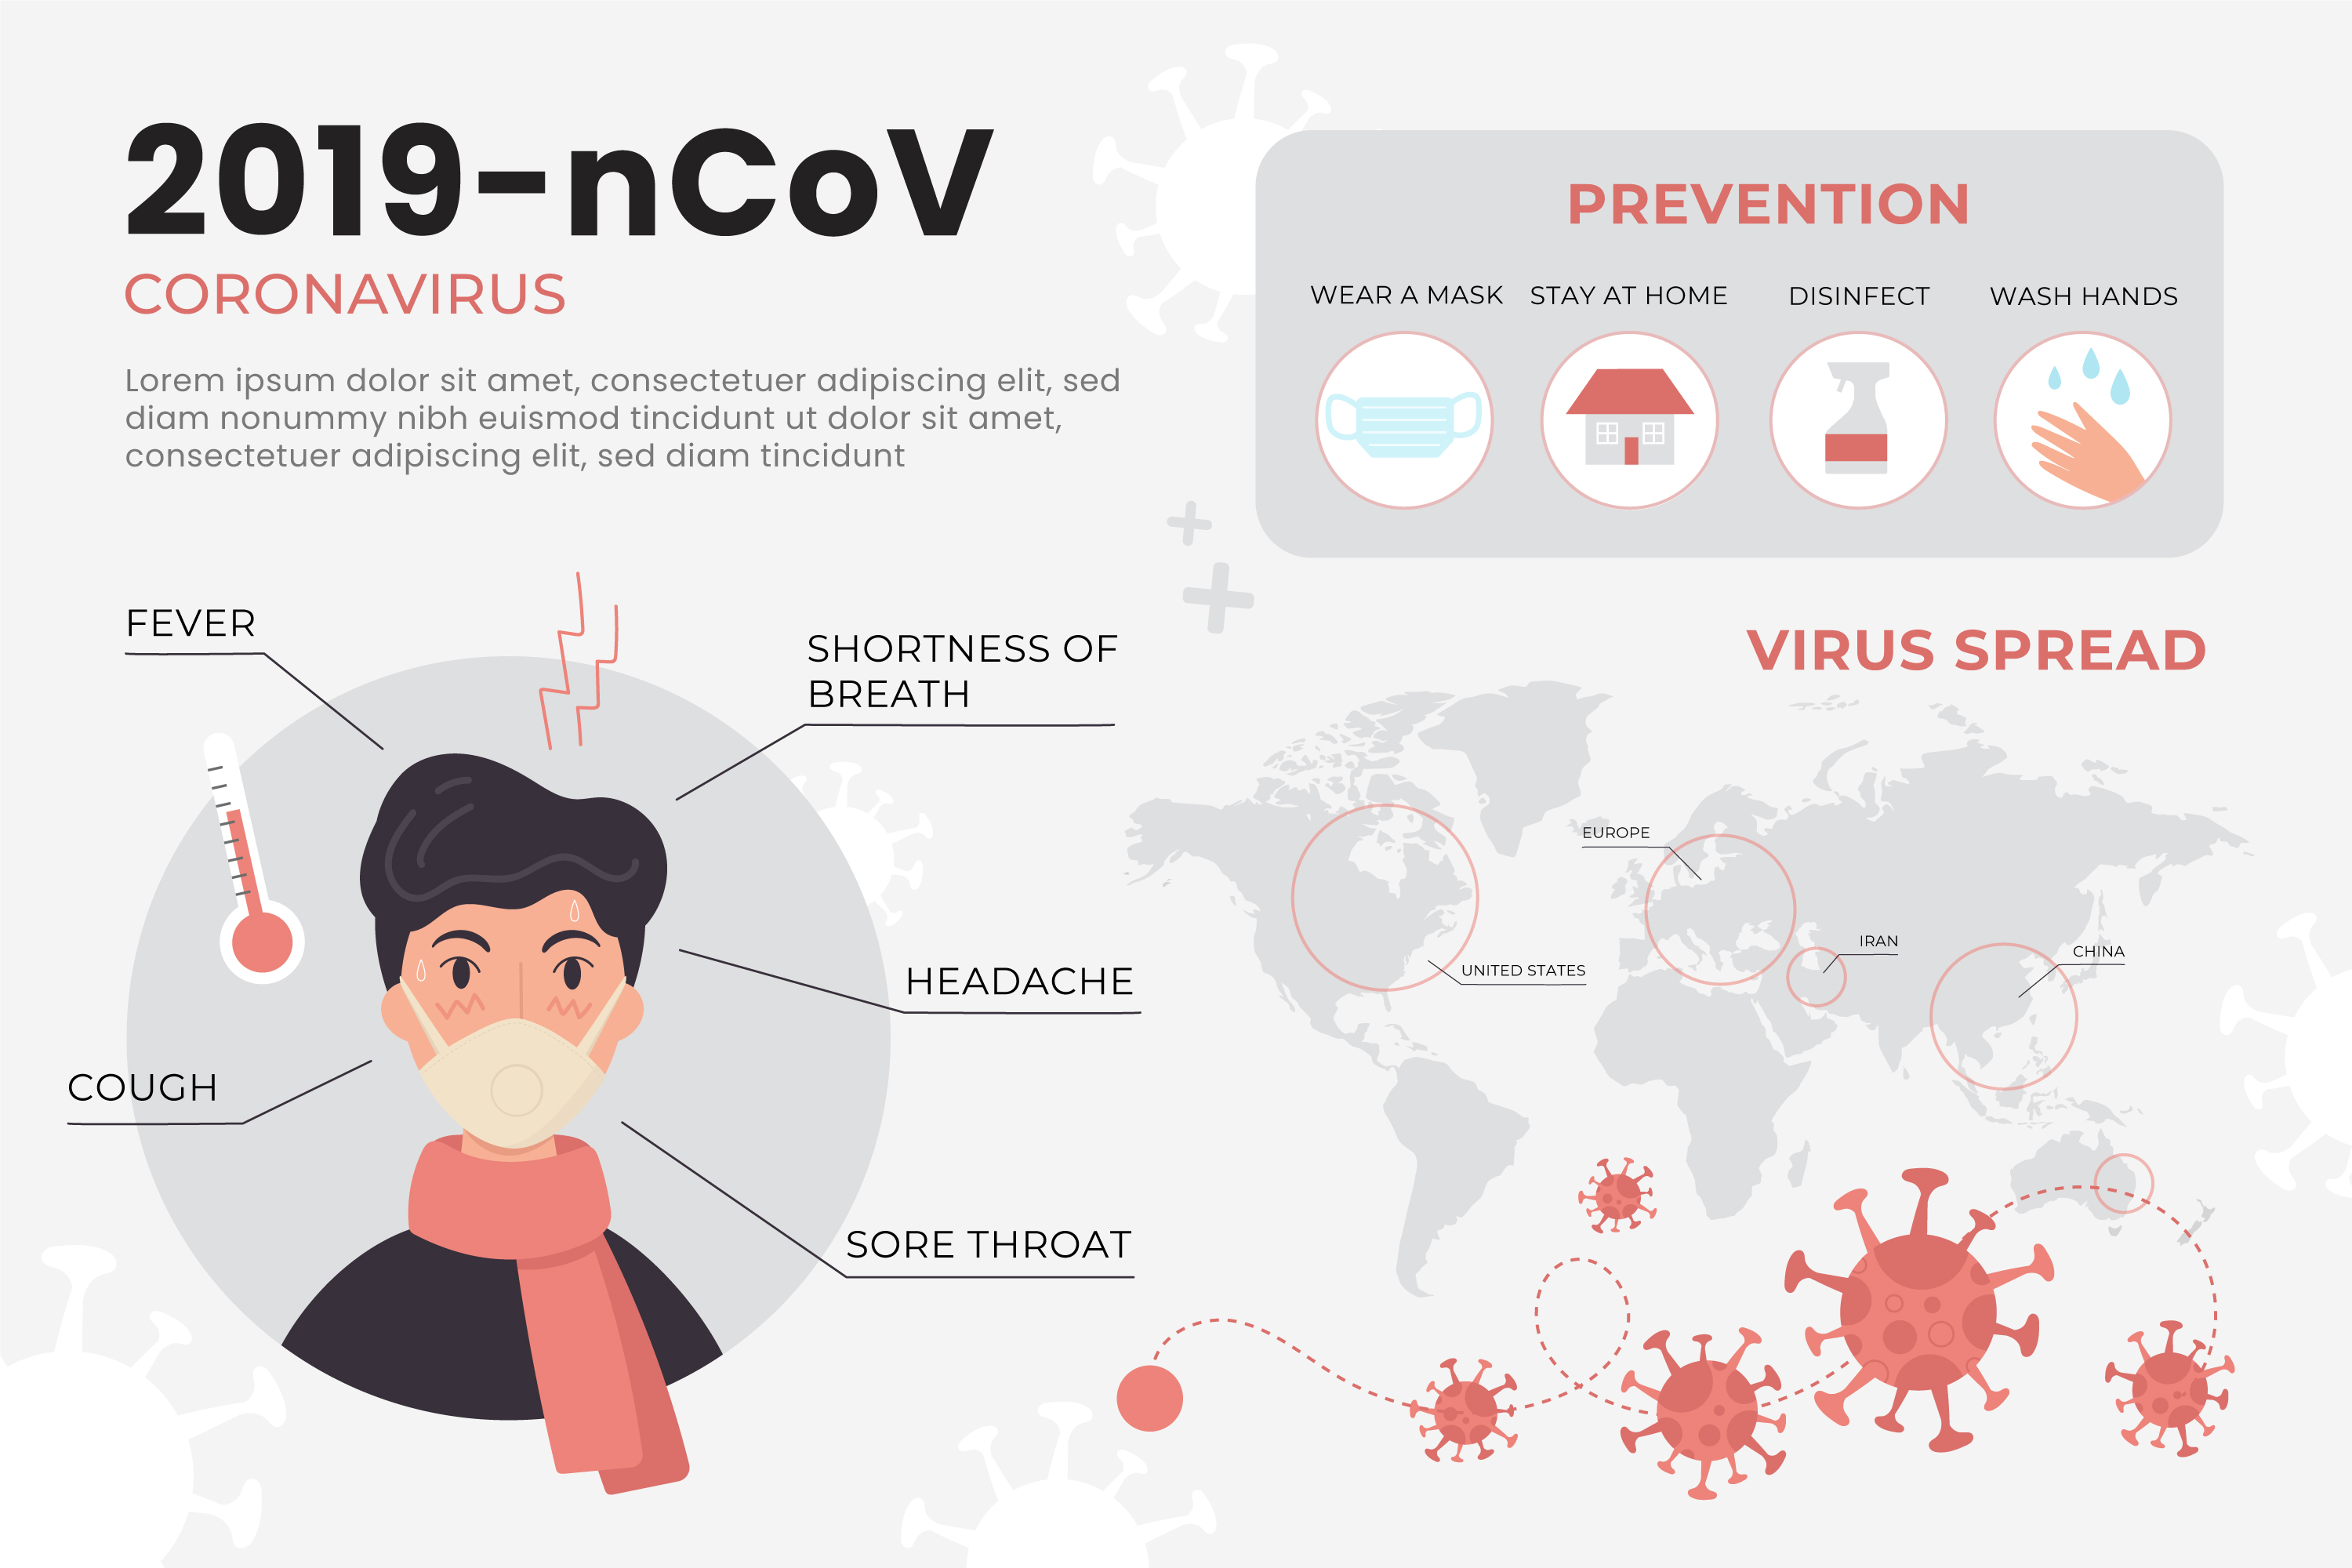 2019-nCoV
CORONAVIRUS
Lorem ipsum dolor sit amet, consectetuer adipiscing elit, sed
diam nonummy nibh euismod tincidunt ut dolor sit amet,
consectetuer adipiscing elit, sed diam tincidunt
PREVENTION
WEAR A MASK
STAY AT HOME
DISINFECT
WASH HANDS
FEVER
SHORTNESS OF
BREATH
HEADACHE
COUGH
SORE THROAT
VIRUS SPREAD
EUROPE
IRAN
CHINA
UNITED STATES